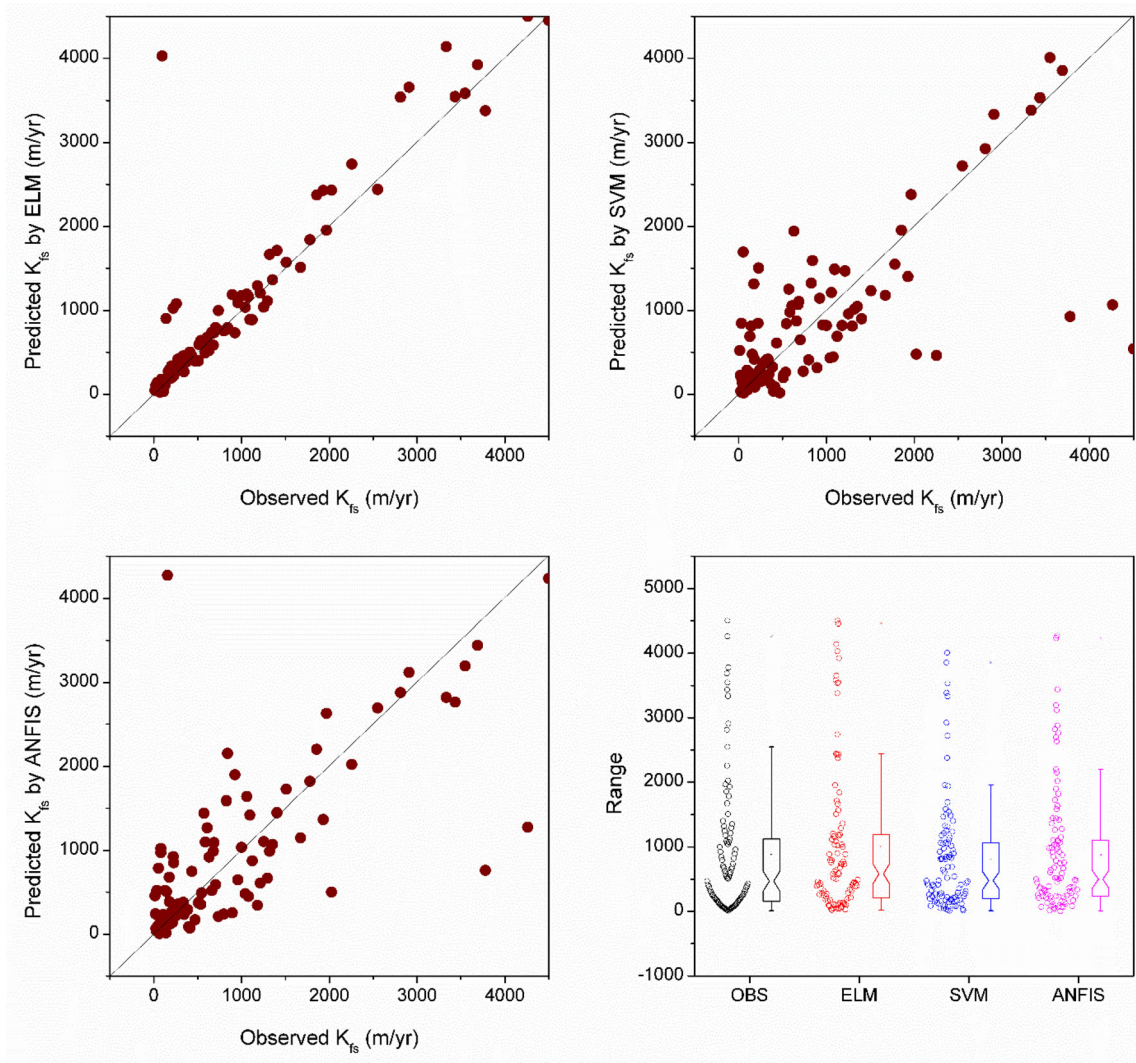 4000
3000
2000
1000
0
Predicted Kfs by ELM (m/yr)
0 1000 2000 3000 4000
Observed Kfs (m/yr)
4000
3000
2000
1000
0
Predicted Kfs by SVM (m/yr)
0 1000 2000 3000 4000
Observed Kfs (m/yr)
4000
3000
2000
1000
0
Predicted Kfs by ANFIS (m/yr)
0 1000 2000 3000 4000
Observed Kfs (m/yr)
5000
4000
3000
2000
1000
0
-1000
Range
OBS ELM SVM ANFIS